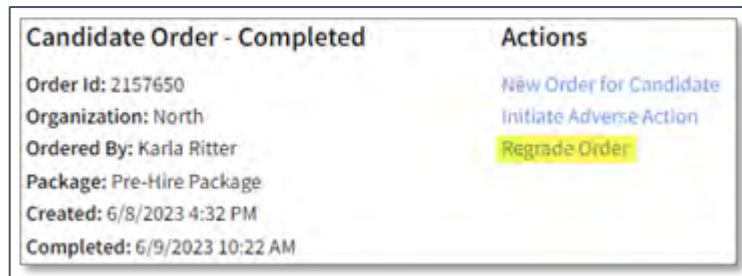 Candidate Order - Completed
Order Id: 2157650
Organization: North
Ordered By: Karla Ritter
Package: Pre-Hire Package
Created: 6/8/2023 4:32 PM
Completed: 6/9/2023 10:22 AM
Actions
New Order for Candidate
Initiate Adverse Action
Regrade Order